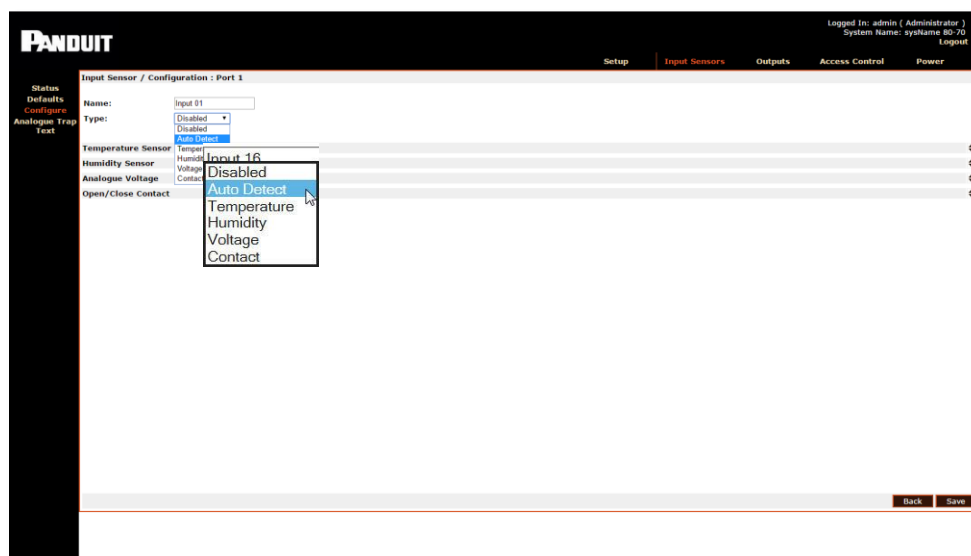 Logged In: admin ( Administrator )
System Name: sysName 80-70
Logout
PANDUIT
Setup Input Sensors Outputs Access Control Power
Status
Defaults
Configure
Analogue Trap
Text
Input Sensor / Configuration : Port 1
Name: Input 01
Type: Disabled
Disabled
Auto Detect
Temperature Sensor
Humidity Sensor
Analogue Voltage
Open/Close Contact
Voltage
Contact
Input 16
Disabled
Auto Detect
Temperature
Humidity
Voltage
Contact
Back Save